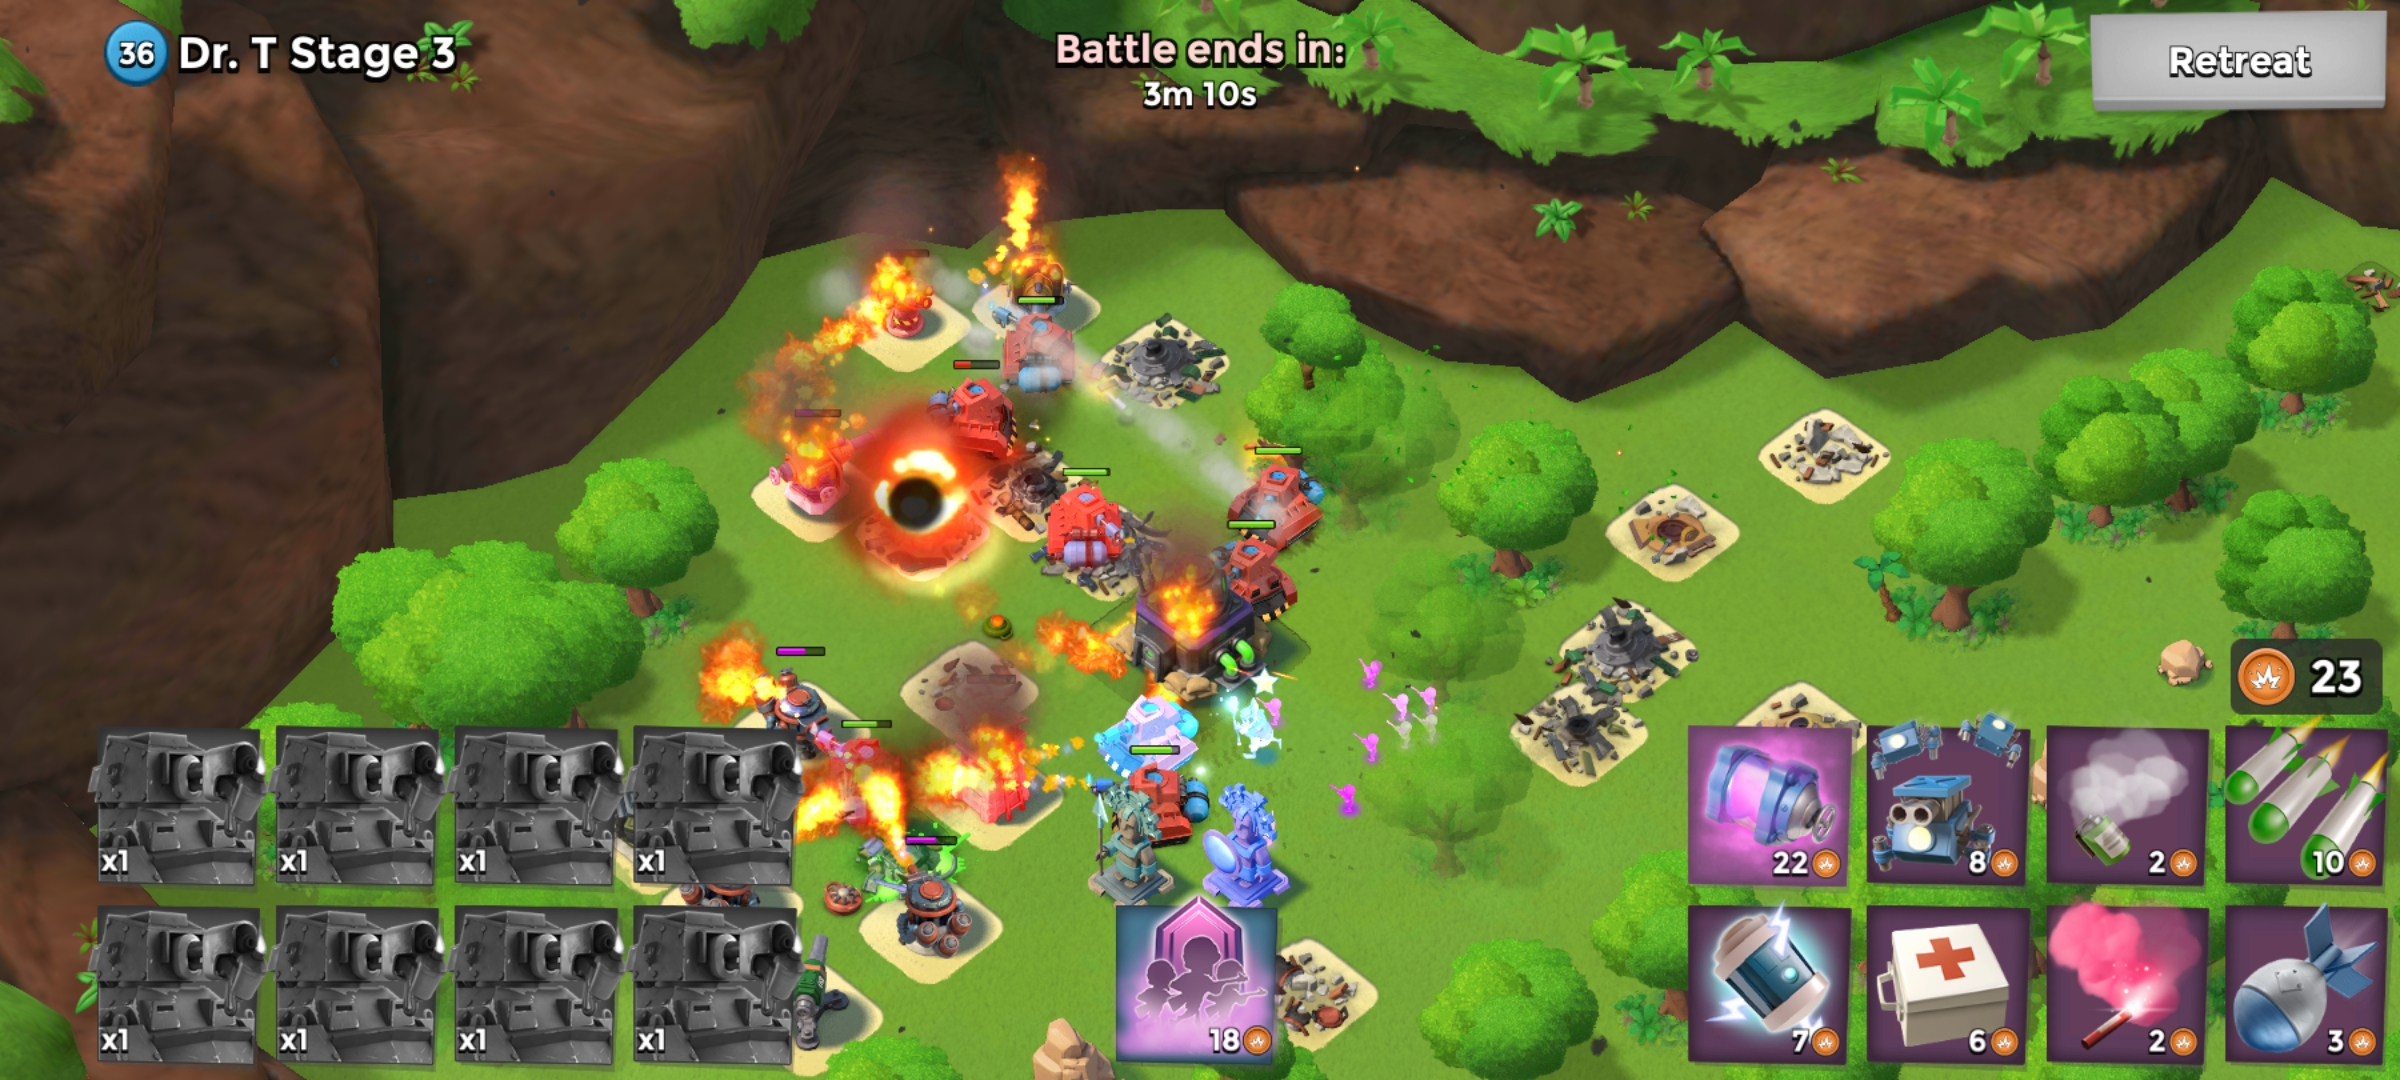 36 Dr. T Stage 3
Battle ends in:
3m 10s
Retreat
23
x1 x1 x1 x1
22 8 2 10
x1 x1 x1 x1
18
7 6 2 3